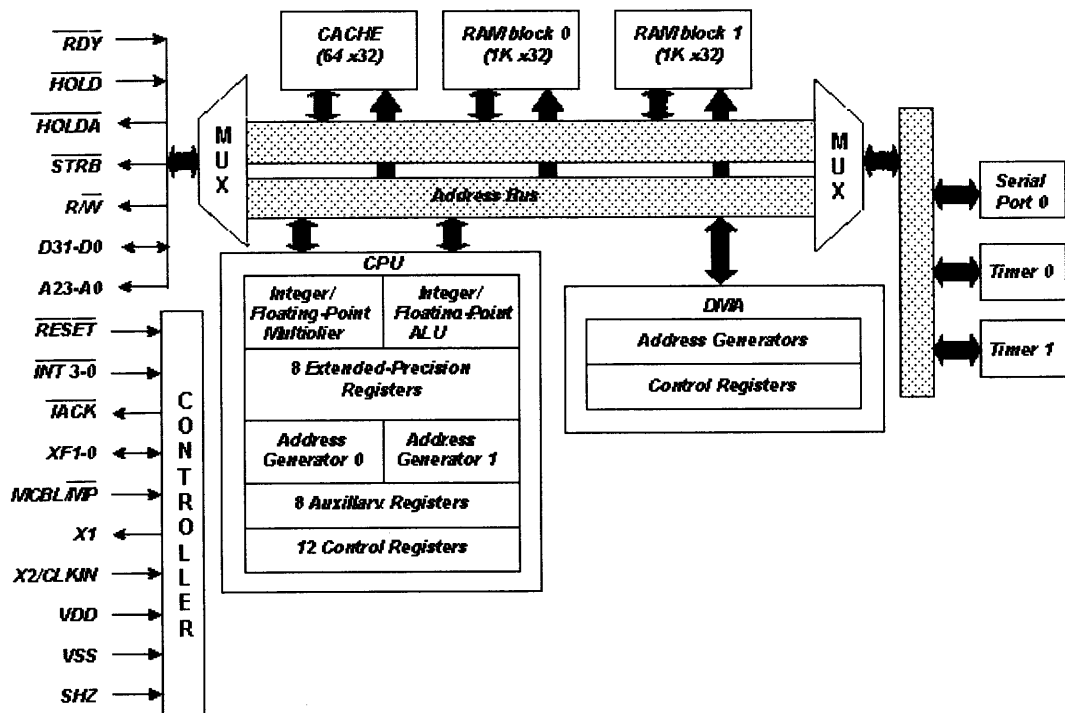 RDY
HOLD
HOLDA
STRB
R/W
D31-D0
A23-A0
RESET
INT 3-0
IACK
XF1-0
MCBL/MP
X1
X2/CLKIN
VDD
VSS
SHZ
CONTROLLER
MUX
CACHE
(64 x32)
RAM block 0
(1K x32)
RAM block 1
(1K x32)
Address Bus
MUX
CPU
Integer/
Floating-Point
Multiplier
Integer/
Floating-Point
ALU
8 Extended-Precision
Registers
Address
Generator 0
Address
Generator 1
8 Auxillary Registers
12 Control Registers
DMA
Address Generators
Control Registers
Serial
Port 0
Timer 0
Timer 1